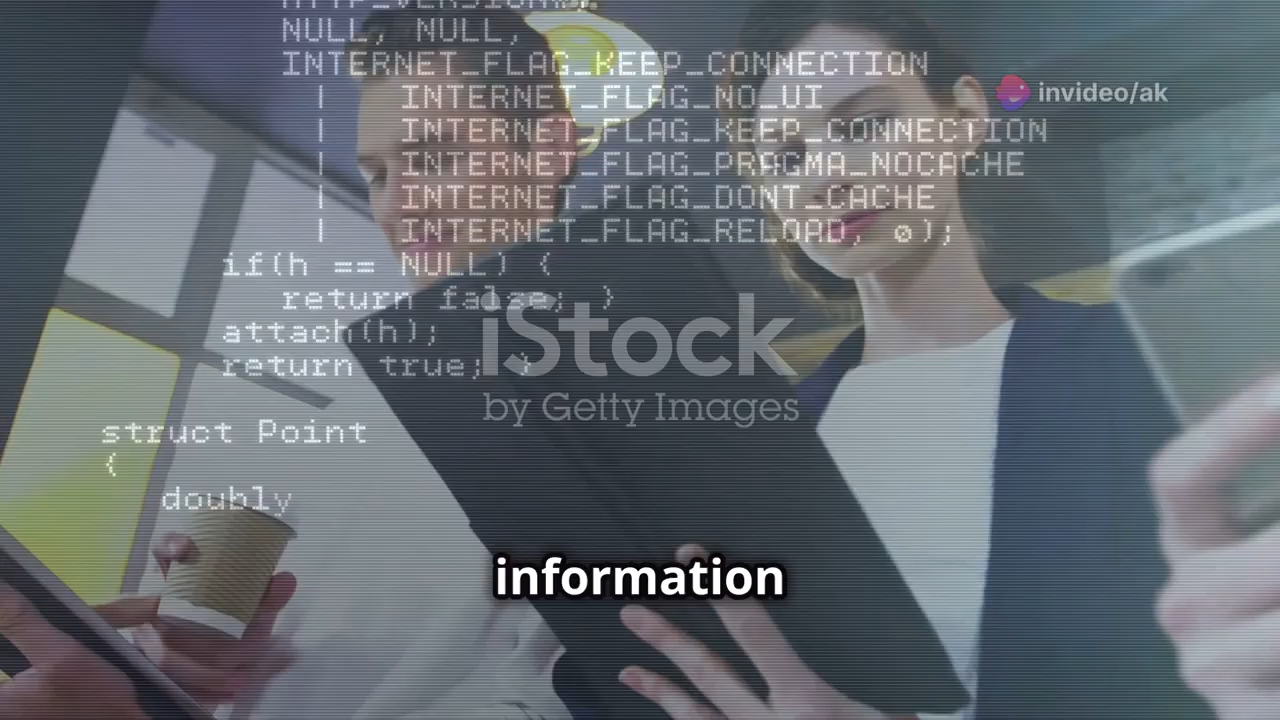 NULL, NULL,
INTERNET_FLAG_KEEP_CONNECTION
| INTERNET_FLAG_NO_UI
| INTERNET_FLAG_KEEP_CONNECTION
| INTERNET_FLAG_PRAGMA_NOCACHE
| INTERNET_FLAG_DONT_CACHE
| INTERNET_FLAG_RELOAD, 0);
if(h == NULL) {
return false; }
attach(h);
return true; }
struct Point
{
doubly
invideo/ak
iStock
by Getty Images
information